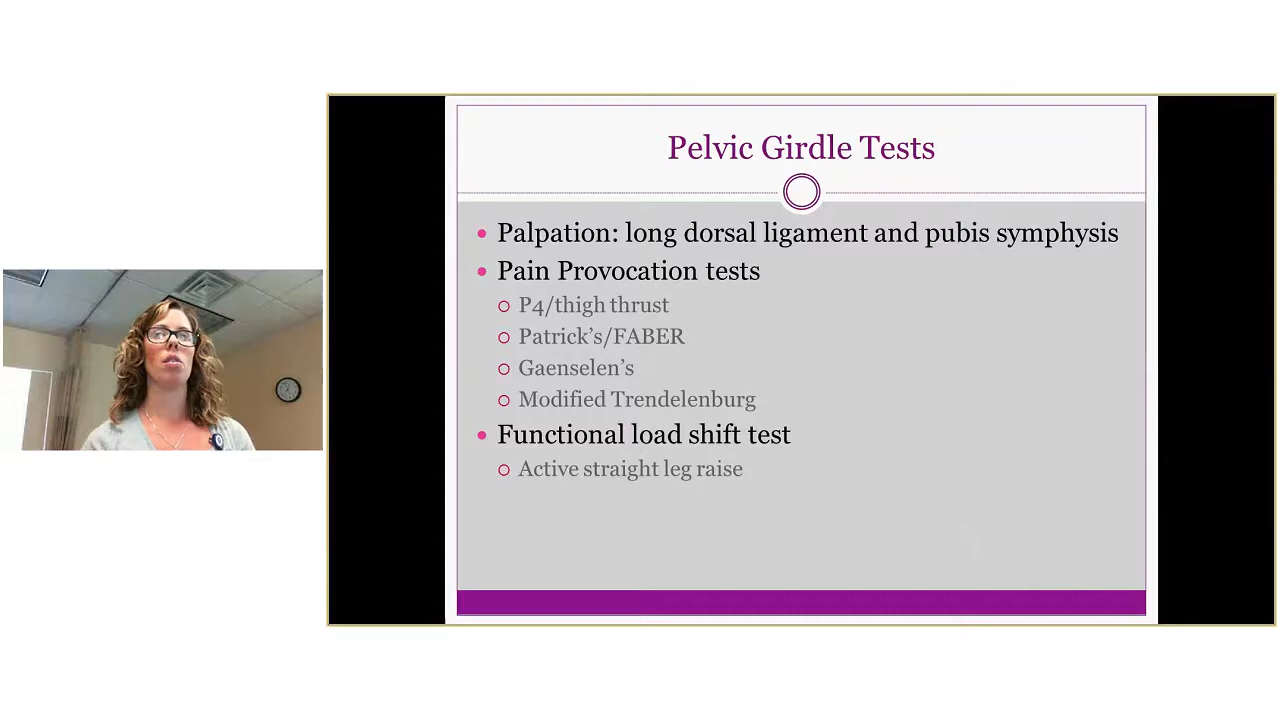 Pelvic Girdle Tests
Palpation: long dorsal ligament and pubis symphysis
Pain Provocation tests
P4/thigh thrust
Patrick's/FABER
Gaenselen's
Modified Trendelenburg
Functional load shift test
Active straight leg raise